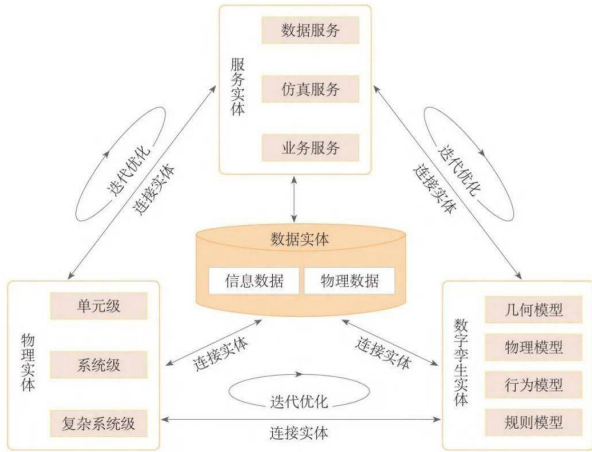 服务实体
数据服务
仿真服务
业务服务
迭代优化
连接实体
迭代优化
连接实体
数据实体
信息数据
物理数据
物理实体
单元级
系统级
复杂系统级
连接实体
连接实体
迭代优化
连接实体
数字孪生实体
几何模型
物理模型
行为模型
规则模型